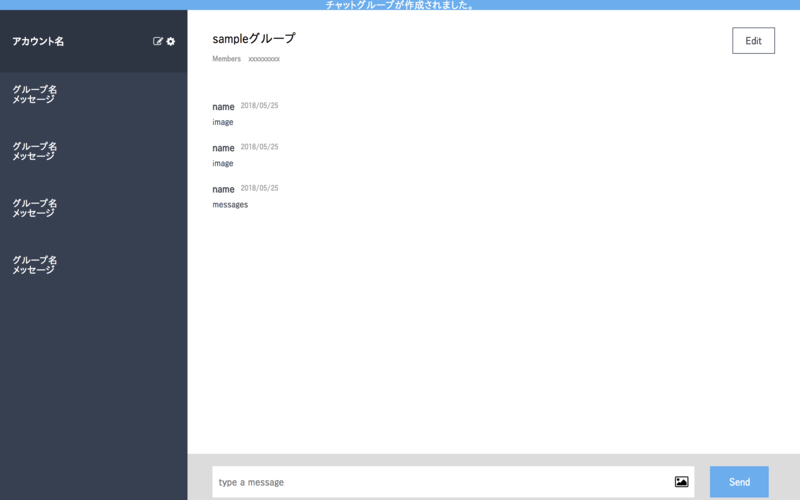 チャットグループが作成されました。
アカウント名
グループ名
メッセージ
グループ名
メッセージ
グループ名
メッセージ
グループ名
メッセージ
sampleグループ
Edit
Members xxxxxxxxx
name 2018/05/25
image
name 2018/05/25
image
name 2018/05/25
messages
type a message
Send